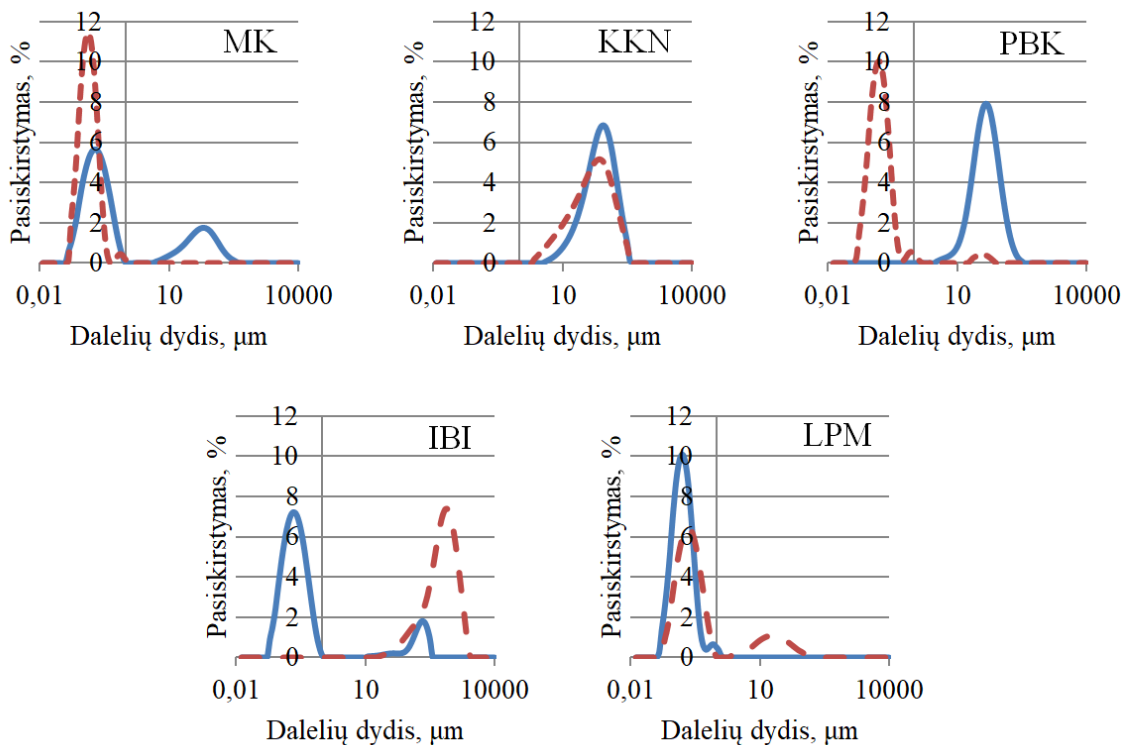 12
10
8
6
4
2
0
MK
Pasiskirstymas, %
0,01 10 10000
Dalelių dydis, μm
12
10
8
6
4
2
0
KKN
Pasiskirstymas, %
0,01 10 10000
Dalelių dydis, μm
12
10
8
6
4
2
0
PBK
Pasiskirstymas, %
0,01 10 10000
Dalelių dydis, μm
12
10
8
6
4
2
0
IBI
Pasiskirstymas, %
0,01 10 10000
Dalelių dydis, μm
12
10
8
6
4
2
0
LPM
Pasiskirstymas, %
0,01 10 10000
Dalelių dydis, μm